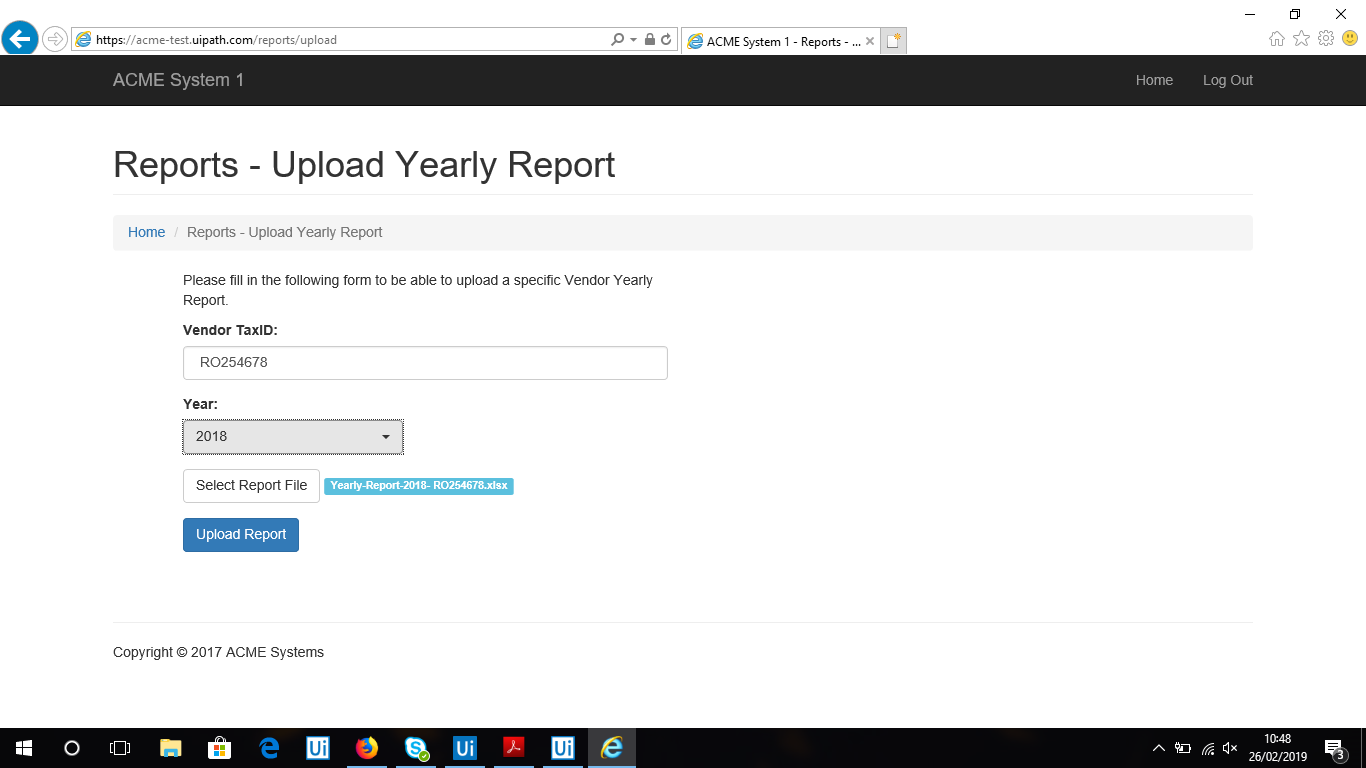 https://acme-test.uipath.com/reports/upload
ACME System 1 - Reports - ...
ACME System 1
Home
Log Out
Reports - Upload Yearly Report
Home / Reports - Upload Yearly Report
Please fill in the following form to be able to upload a specific Vendor Yearly
Report.
Vendor TaxID:
RO254678
Year:
2018
Select Report File
Yearly-Report-2018- RO254678.xlsx
Upload Report
Copyright © 2017 ACME Systems
Ui
Ui
Ui
10:48
26/02/2019
3